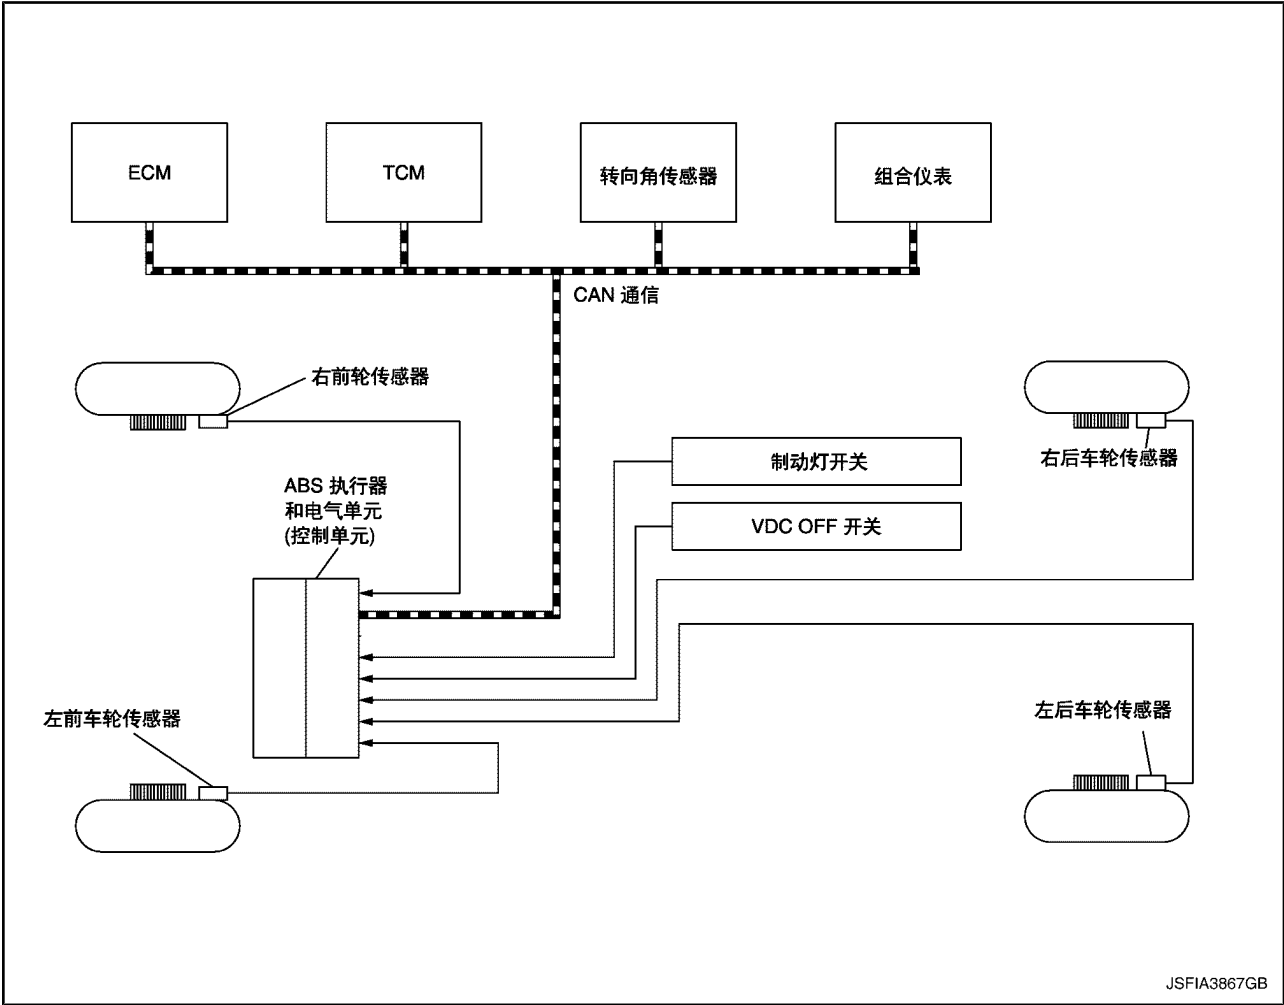 ECM
TCM
转向角传感器
组合仪表
CAN 通信
右前轮传感器
制动灯开关
右后车轮传感器
ABS 执行器
和电气单元
(控制单元)
VDC OFF 开关
左前车轮传感器
左后车轮传感器
JSFIA3867GB